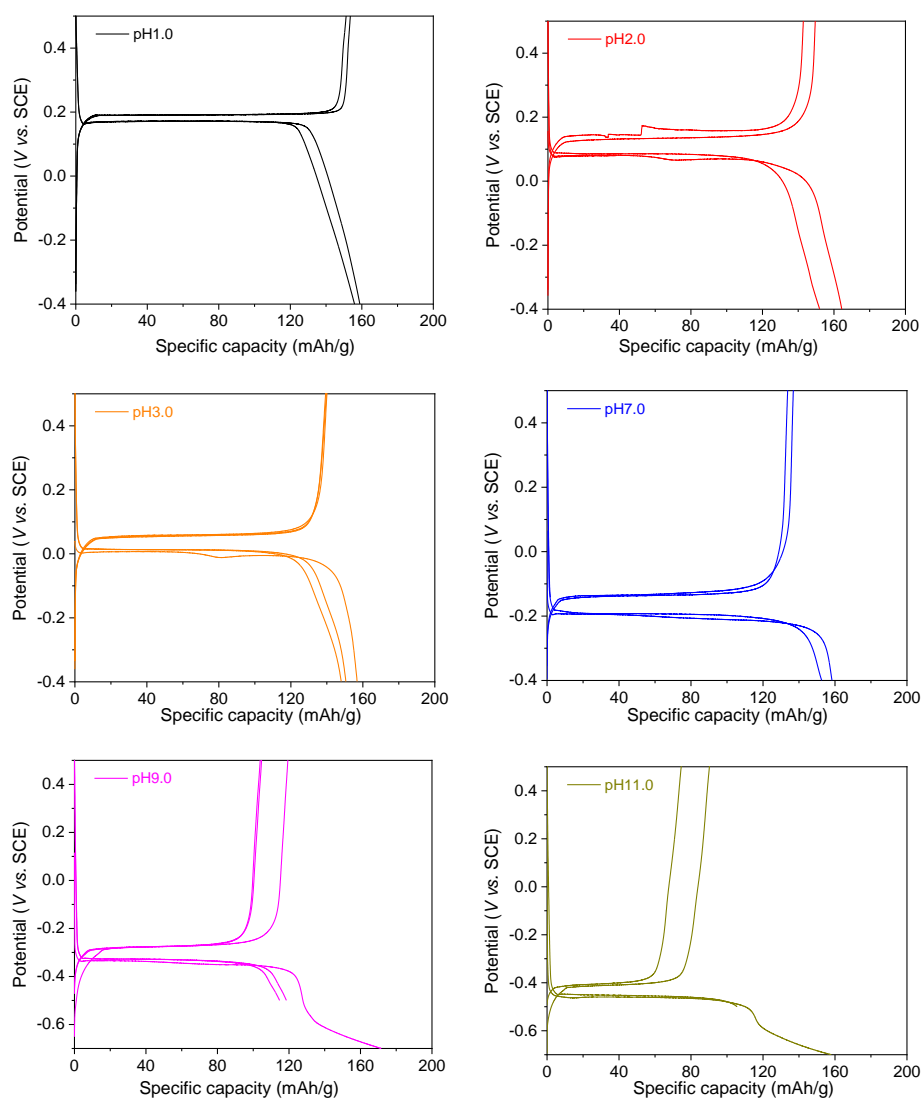 pH1.0
0.4
0.2
0.0
-0.2
-0.4
0 40 80 120 160 200
Potential (V vs. SCE)
Specific capacity (mAh/g)
pH2.0
0.4
0.2
0.0
-0.2
-0.4
0 40 80 120 160 200
Potential (V vs. SCE)
Specific capacity (mAh/g)
pH3.0
0.4
0.2
0.0
-0.2
-0.4
0 40 80 120 160 200
Potential (V vs. SCE)
Specific capacity (mAh/g)
pH7.0
0.4
0.2
0.0
-0.2
-0.4
0 40 80 120 160 200
Potential (V vs. SCE)
Specific capacity (mAh/g)
pH9.0
0.4
0.2
0.0
-0.2
-0.4
-0.6
0 40 80 120 160 200
Potential (V vs. SCE)
Specific capacity (mAh/g)
pH11.0
0.4
0.2
0.0
-0.2
-0.4
-0.6
0 40 80 120 160 200
Potential (V vs. SCE)
Specific capacity (mAh/g)